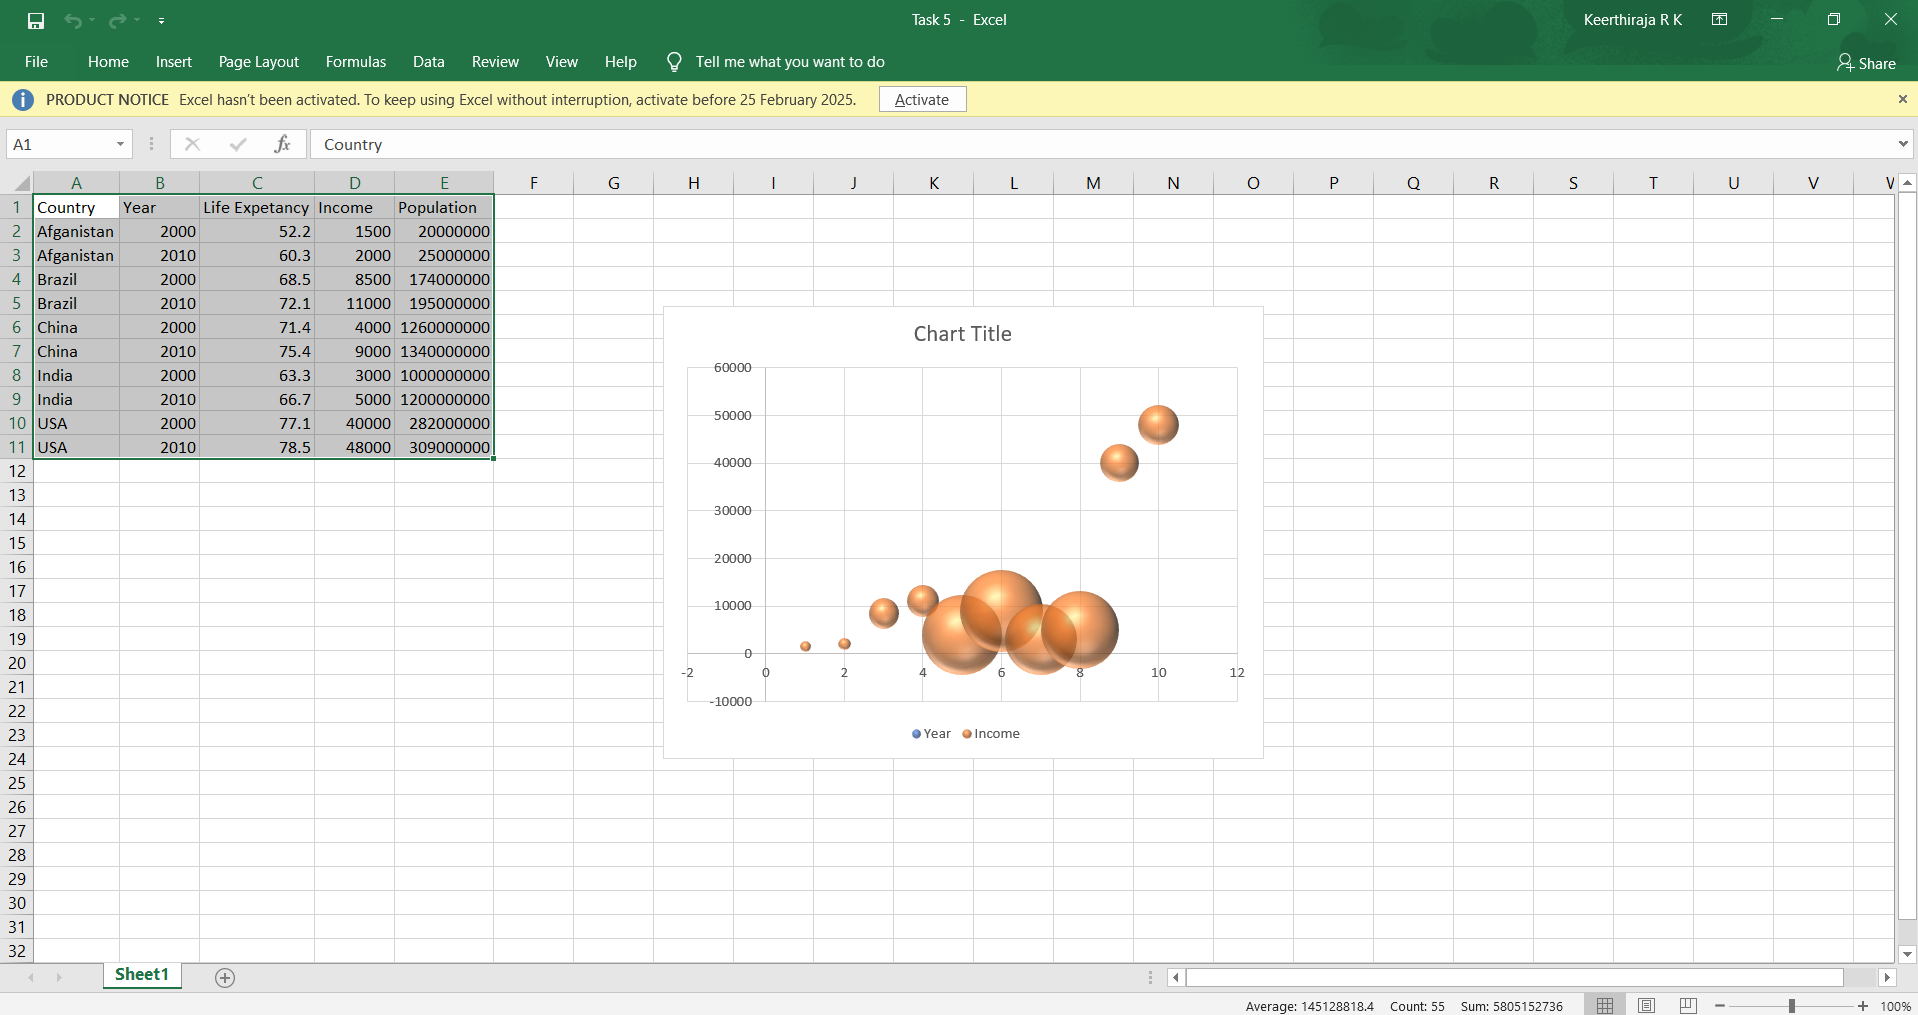 Task 5 - Excel
Keerthiraja R K
File Home Insert Page Layout Formulas Data Review View Help Tell me what you want to do
Share
PRODUCT NOTICE Excel hasn't been activated. To keep using Excel without interruption, activate before 25 February 2025. Activate
A1 fx Country
A B C D E F G H I J K L M N O P Q R S T U V W
1 Country Year Life Expetancy Income Population
2 Afganistan 2000 52.2 1500 20000000
3 Afganistan 2010 60.3 2000 25000000
4 Brazil 2000 68.5 8500 174000000
5 Brazil 2010 72.1 11000 195000000
6 China 2000 71.4 4000 1260000000
7 China 2010 75.4 9000 1340000000
8 India 2000 63.3 3000 1000000000
9 India 2010 66.7 5000 1200000000
10 USA 2000 77.1 40000 282000000
11 USA 2010 78.5 48000 309000000
12
13
14
15
16
17
18
19
20
21
22
23
24
25
26
27
28
29
30
31
32
Chart Title
60000
50000
40000
30000
20000
10000
0
-2 0 2 4 6 8 10 12
-10000
Year Income
Sheet1
Average: 145128818.4 Count: 55 Sum: 5805152736 100%